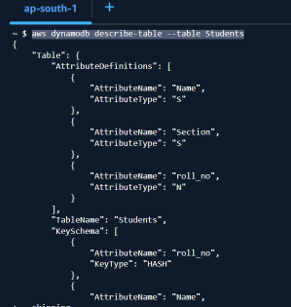 ap-south-1 +
~ $ aws dynamodb describe-table --table Students
{
    "Table": {
        "AttributeDefinitions": [
            {
                "AttributeName": "Name",
                "AttributeType": "S"
            },
            {
                "AttributeName": "Section",
                "AttributeType": "S"
            },
            {
                "AttributeName": "roll_no",
                "AttributeType": "N"
            }
        ],
        "TableName": "Students",
        "KeySchema": [
            {
                "AttributeName": "roll_no",
                "KeyType": "HASH"
            },
            {
                "AttributeName": "Name",